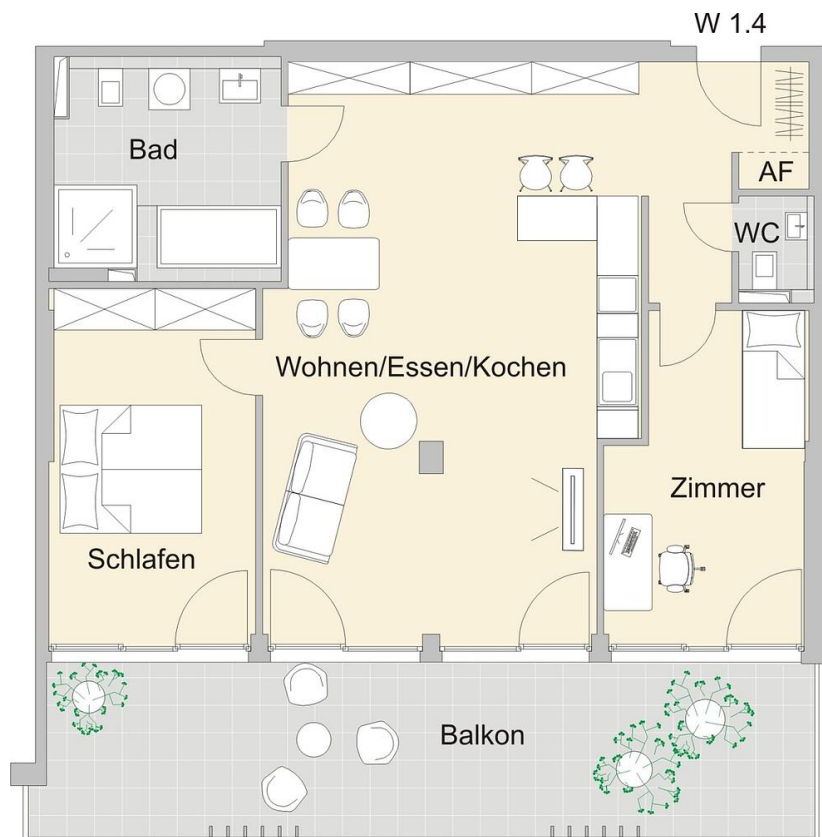 W 1.4
Bad
AF
WC
Wohnen/Essen/Kochen
Zimmer
Schlafen
Balkon